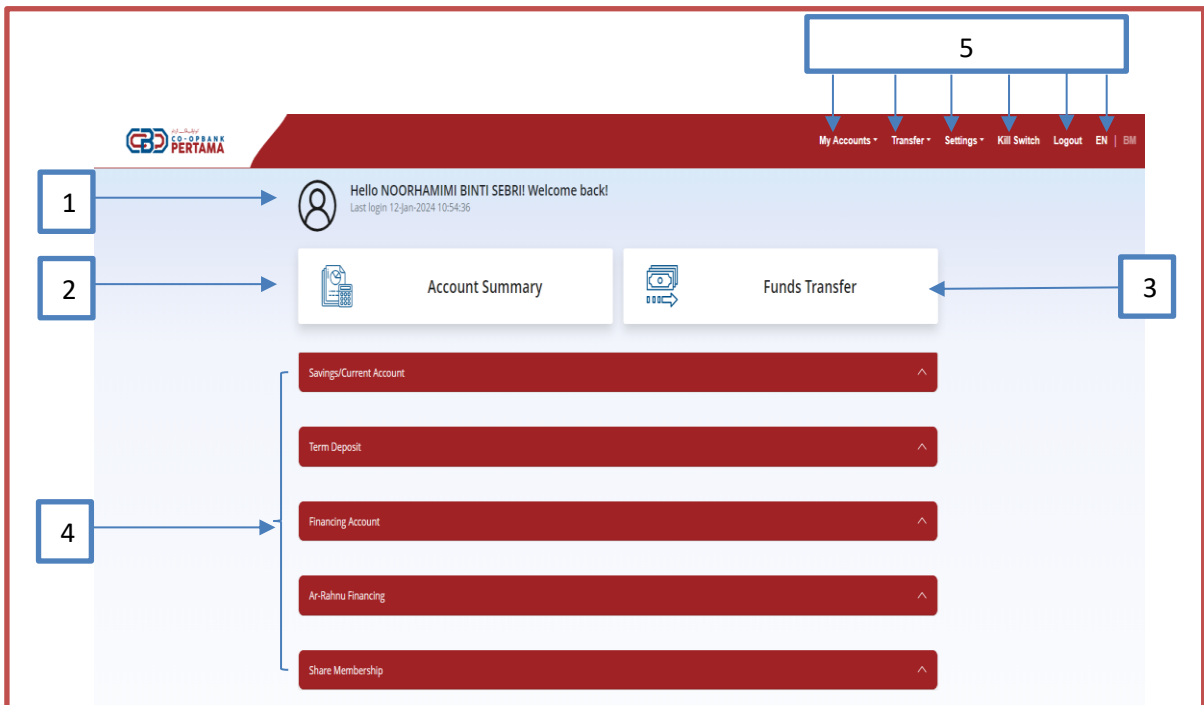 5
CO-OPBANK
PERTAMA
My Accounts Transfer Settings Kill Switch Logout EN | BM
1
Hello NOORHAMIMI BINTI SEBRI! Welcome back!
Last login 12-Jan-2024 10:54:36
2
Account Summary
Funds Transfer
3
Savings/Current Account
Term Deposit
4
Financing Account
Ar-Rahnu Financing
Share Membership